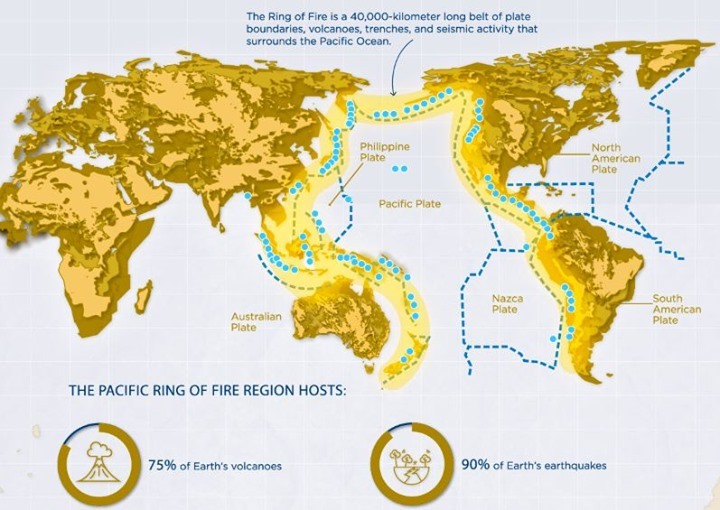 The Ring of Fire is a 40,000-kilometer long belt of plate
boundaries, volcanoes, trenches, and seismic activity that
surrounds the Pacific Ocean.
Philippine
Plate
North
American
Plate
Pacific Plate
Nazca
Plate
South
American
Plate
Australian
Plate
THE PACIFIC RING OF FIRE REGION HOSTS:
75% of Earth's volcanoes
90% of Earth's earthquakes